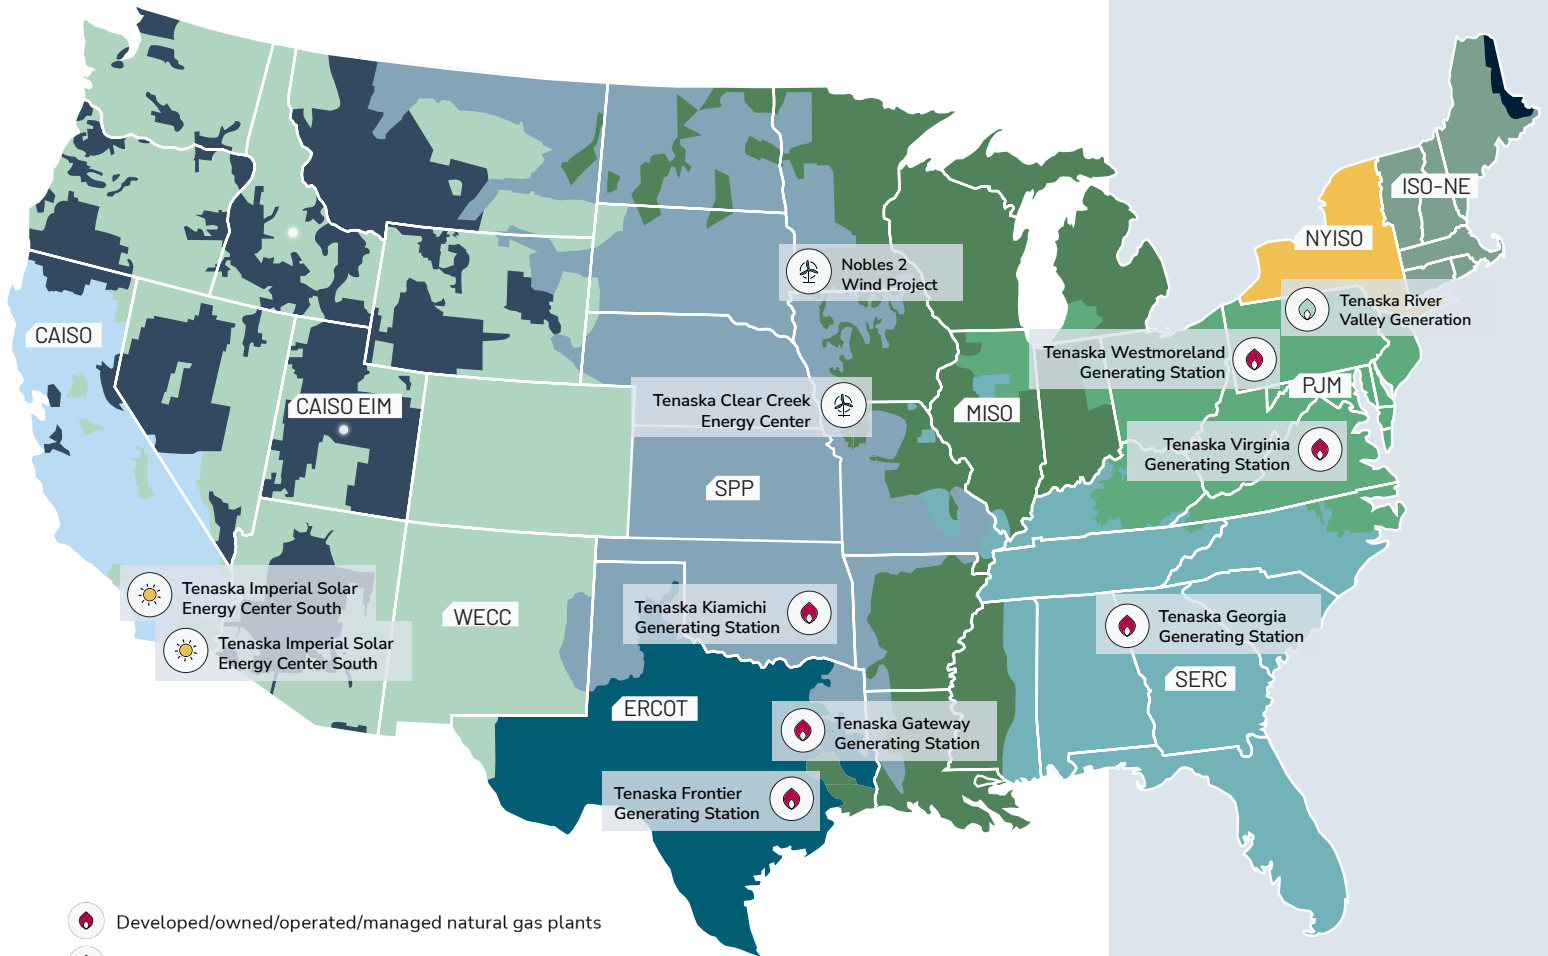 ISO-NE
NYISO
Nobles 2
Wind Project
Tenaska River
Valley Generation
CAISO
Tenaska Westmoreland
Generating Station
PJM
CAISO EIM
Tenaska Clear Creek
Energy Center
MISO
Tenaska Virginia
Generating Station
SPP
Tenaska Imperial Solar
Energy Center South
Tenaska Kiamichi
Generating Station
WECC
Tenaska Georgia
Generating Station
Tenaska Imperial Solar
Energy Center South
SERC
ERCOT
Tenaska Gateway
Generating Station
Tenaska Frontier
Generating Station
Developed/owned/operated/managed natural gas plants